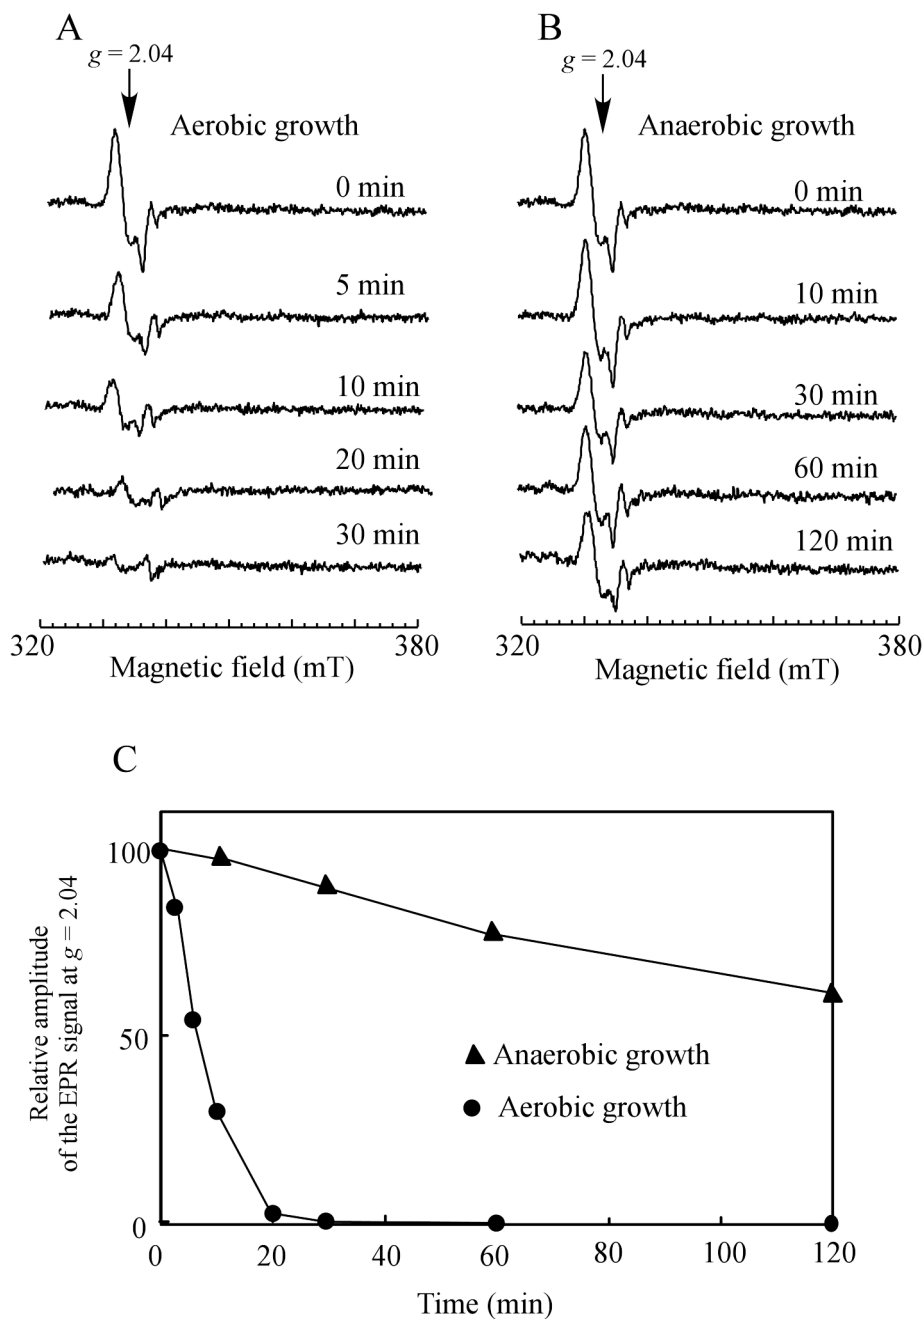 A
g = 2.04
Aerobic growth
0 min
5 min
10 min
20 min
30 min
320
380
Magnetic field (mT)
B
g = 2.04
Anaerobic growth
0 min
10 min
30 min
60 min
120 min
320
380
Magnetic field (mT)
C
Relative amplitude
of the EPR signal at g = 2.04
100
50
0
Anaerobic growth
Aerobic growth
0 20 40 60 80 100 120
Time (min)